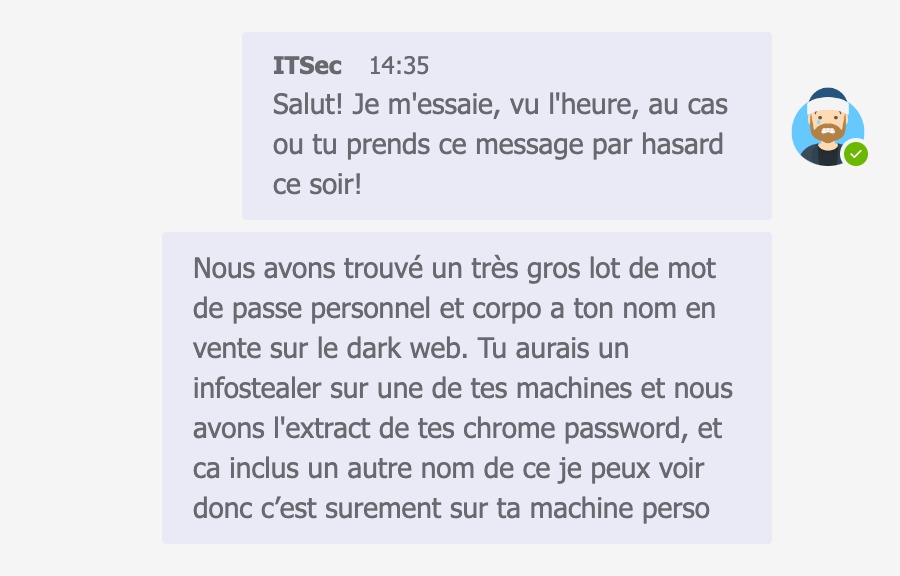 ITSec 14:35
Salut! Je m'essaie, vu l'heure, au cas
ou tu prends ce message par hasard
ce soir!
Nous avons trouvé un très gros lot de mot
de passe personnel et corpo a ton nom en
vente sur le dark web. Tu aurais un
infostealer sur une de tes machines et nous
avons l'extract de tes chrome password, et
ca inclus un autre nom de ce je peux voir
donc c’est surement sur ta machine perso